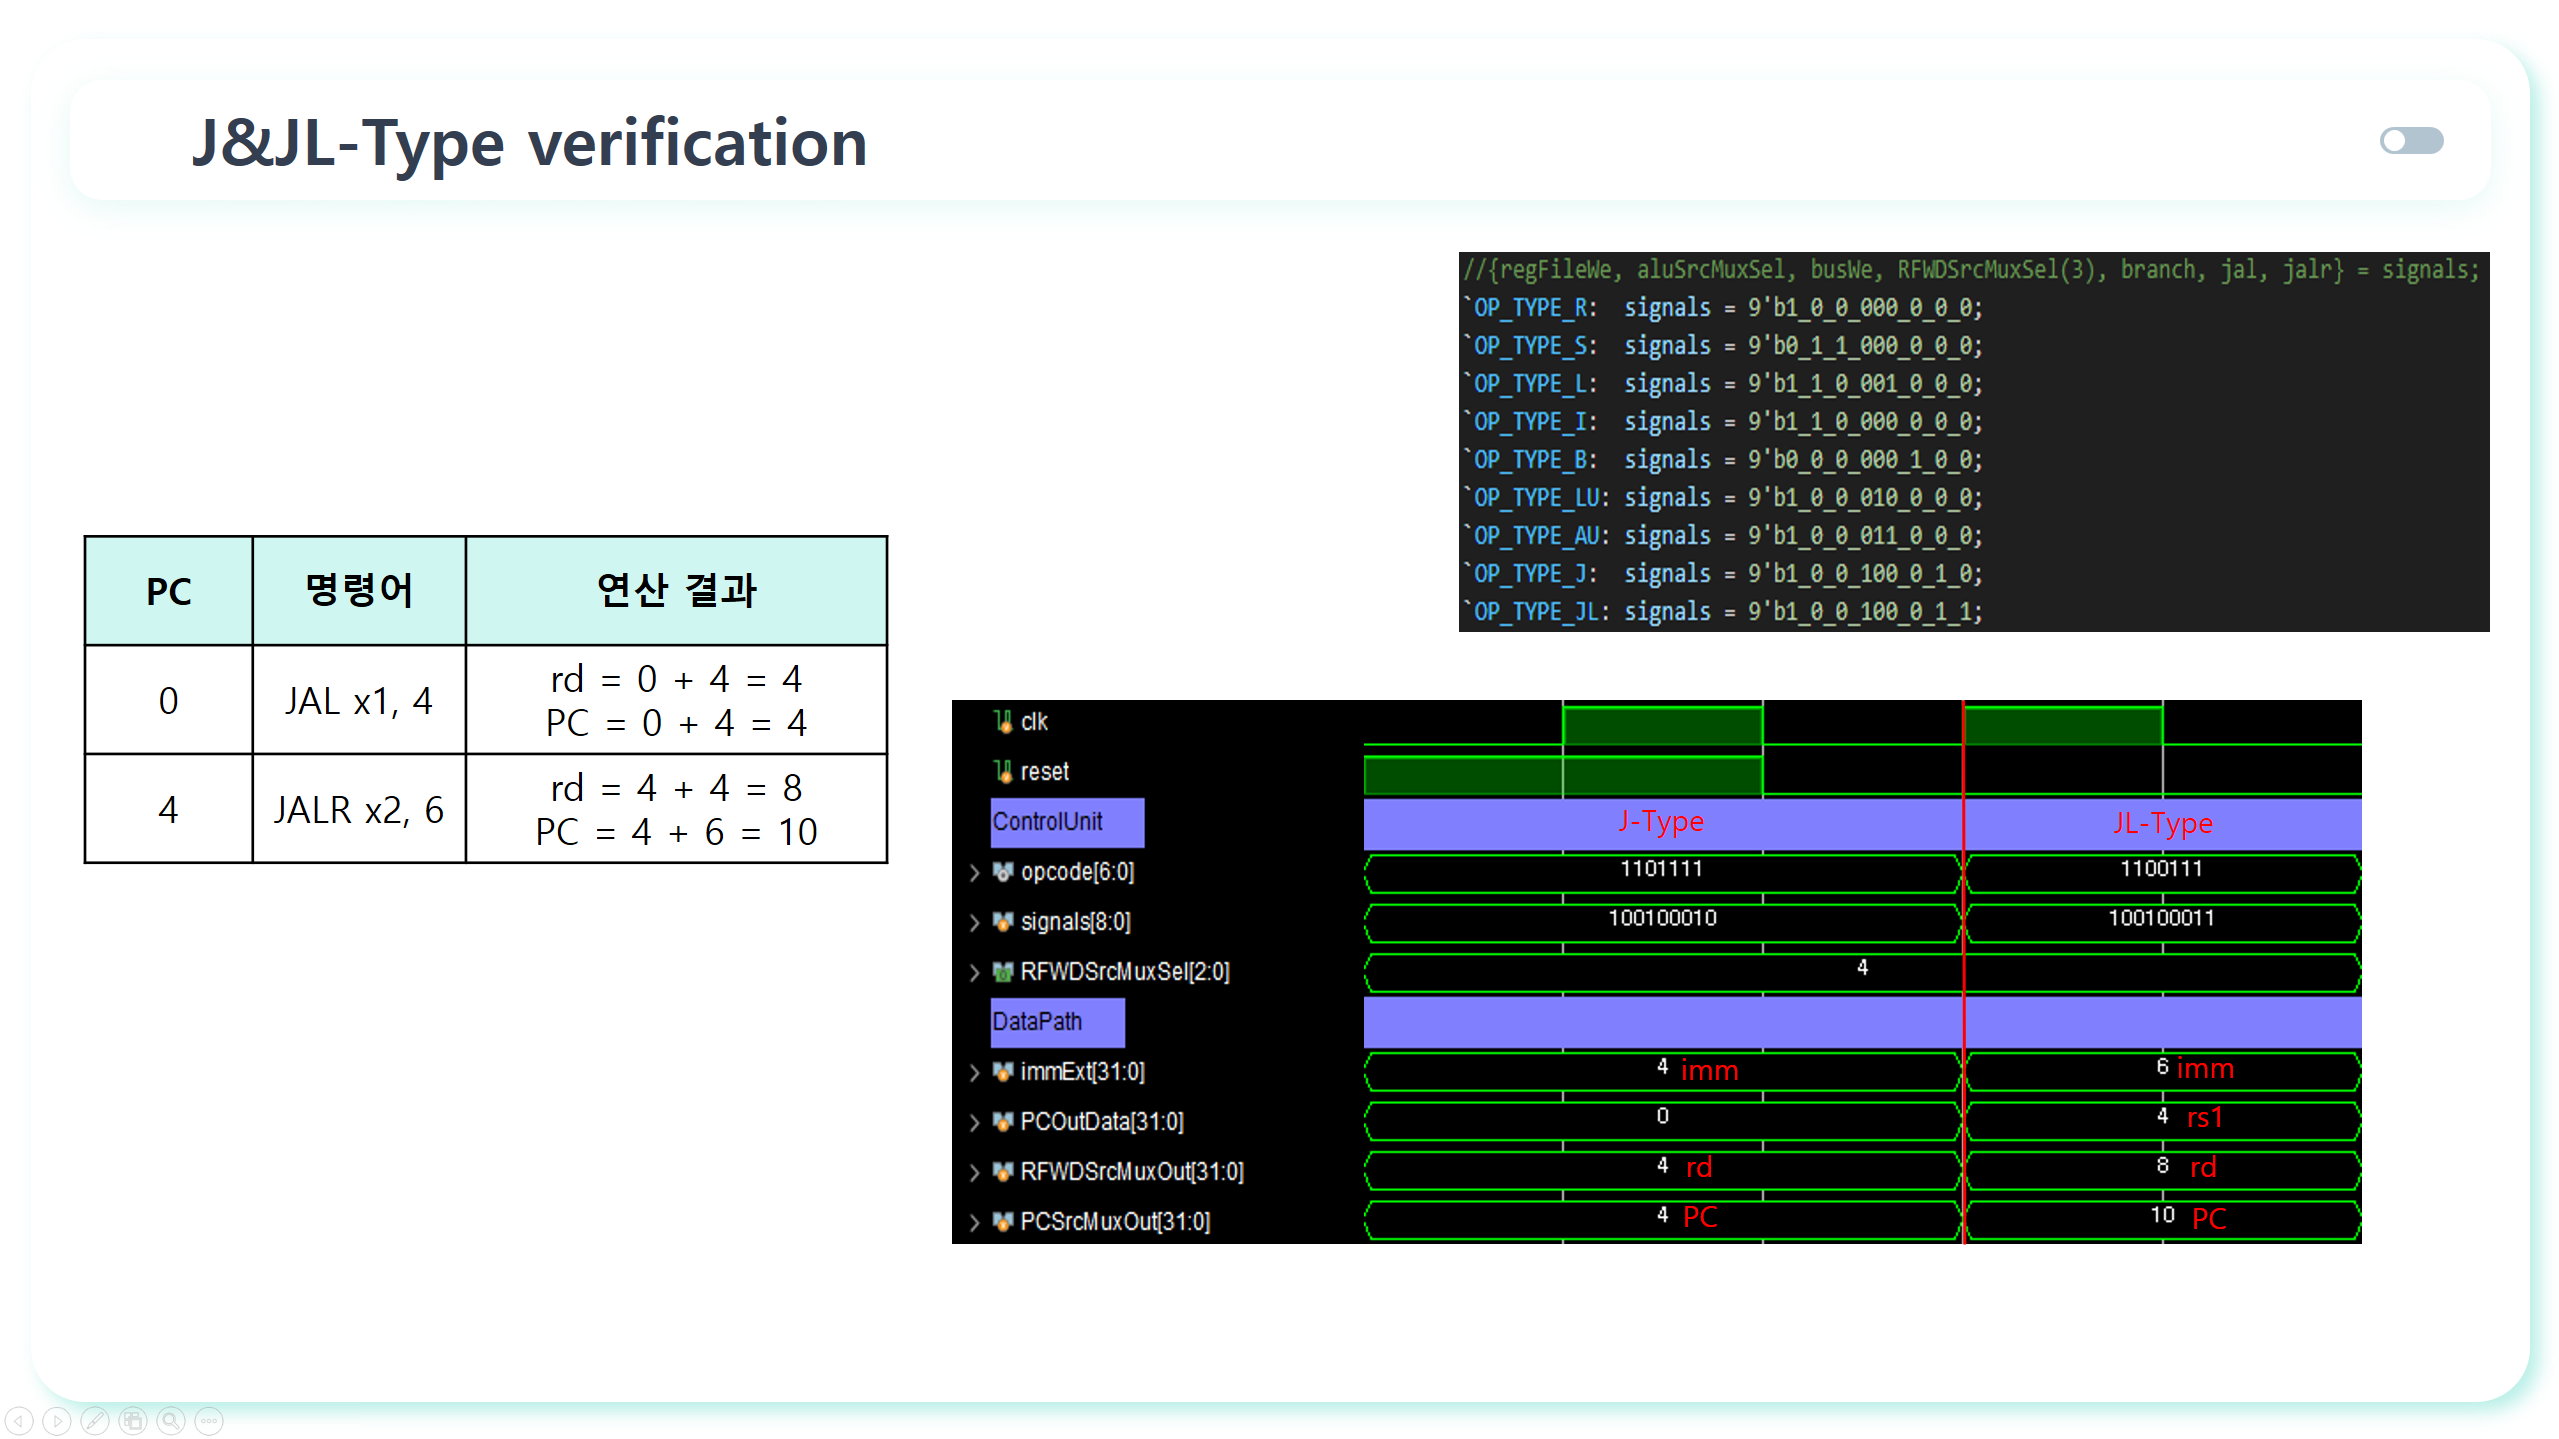 J&JL-Type verification
//{regFileWe, aluSrcMuxSel, busWe, RFWDSrcMuxSel(3), branch, jal, jalr} = signals;
`OP_TYPE_R: signals = 9'b1_0_0_000_0_0_0;
`OP_TYPE_S: signals = 9'b0_1_1_000_0_0_0;
`OP_TYPE_L: signals = 9'b1_1_0_001_0_0_0;
`OP_TYPE_I: signals = 9'b1_1_0_000_0_0_0;
`OP_TYPE_B: signals = 9'b0_0_0_000_1_0_0;
`OP_TYPE_LU: signals = 9'b1_0_0_010_0_0_0;
`OP_TYPE_AU: signals = 9'b1_0_0_011_0_0_0;
`OP_TYPE_J: signals = 9'b1_0_0_100_0_1_0;
`OP_TYPE_JL: signals = 9'b1_0_0_100_0_1_1;
PC 명령어 연산 결과
0 JAL x1, 4 rd = 0 + 4 = 4
PC = 0 + 4 = 4
4 JALR x2, 6 rd = 4 + 4 = 8
PC = 4 + 6 = 10
clk
reset
ControlUnit J-Type JL-Type
opcode[6:0] 1101111 1100111
signals[8:0] 100100010 100100011
RFWDSrcMuxSel[2:0] 4
DataPath
immExt[31:0] 4 imm 6 imm
PCOutData[31:0] 0 4 rs1
RFWDSrcMuxOut[31:0] 4 rd 8 rd
PCSrcMuxOut[31:0] 4 PC 10 PC